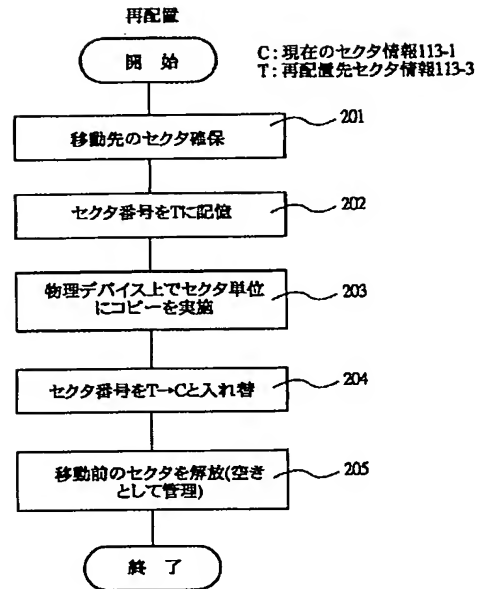 再配置
開始
C:現在のセクタ情報113-1
T:再配置先セクタ情報113-3
移動先のセクタ確保
201
セクタ番号をTに記憶
202
物理デバイス上でセクタ単位
にコピーを実施
203
セクタ番号をT→Cと入れ替
204
移動前のセクタを解放(空き
として管理)
205
終了